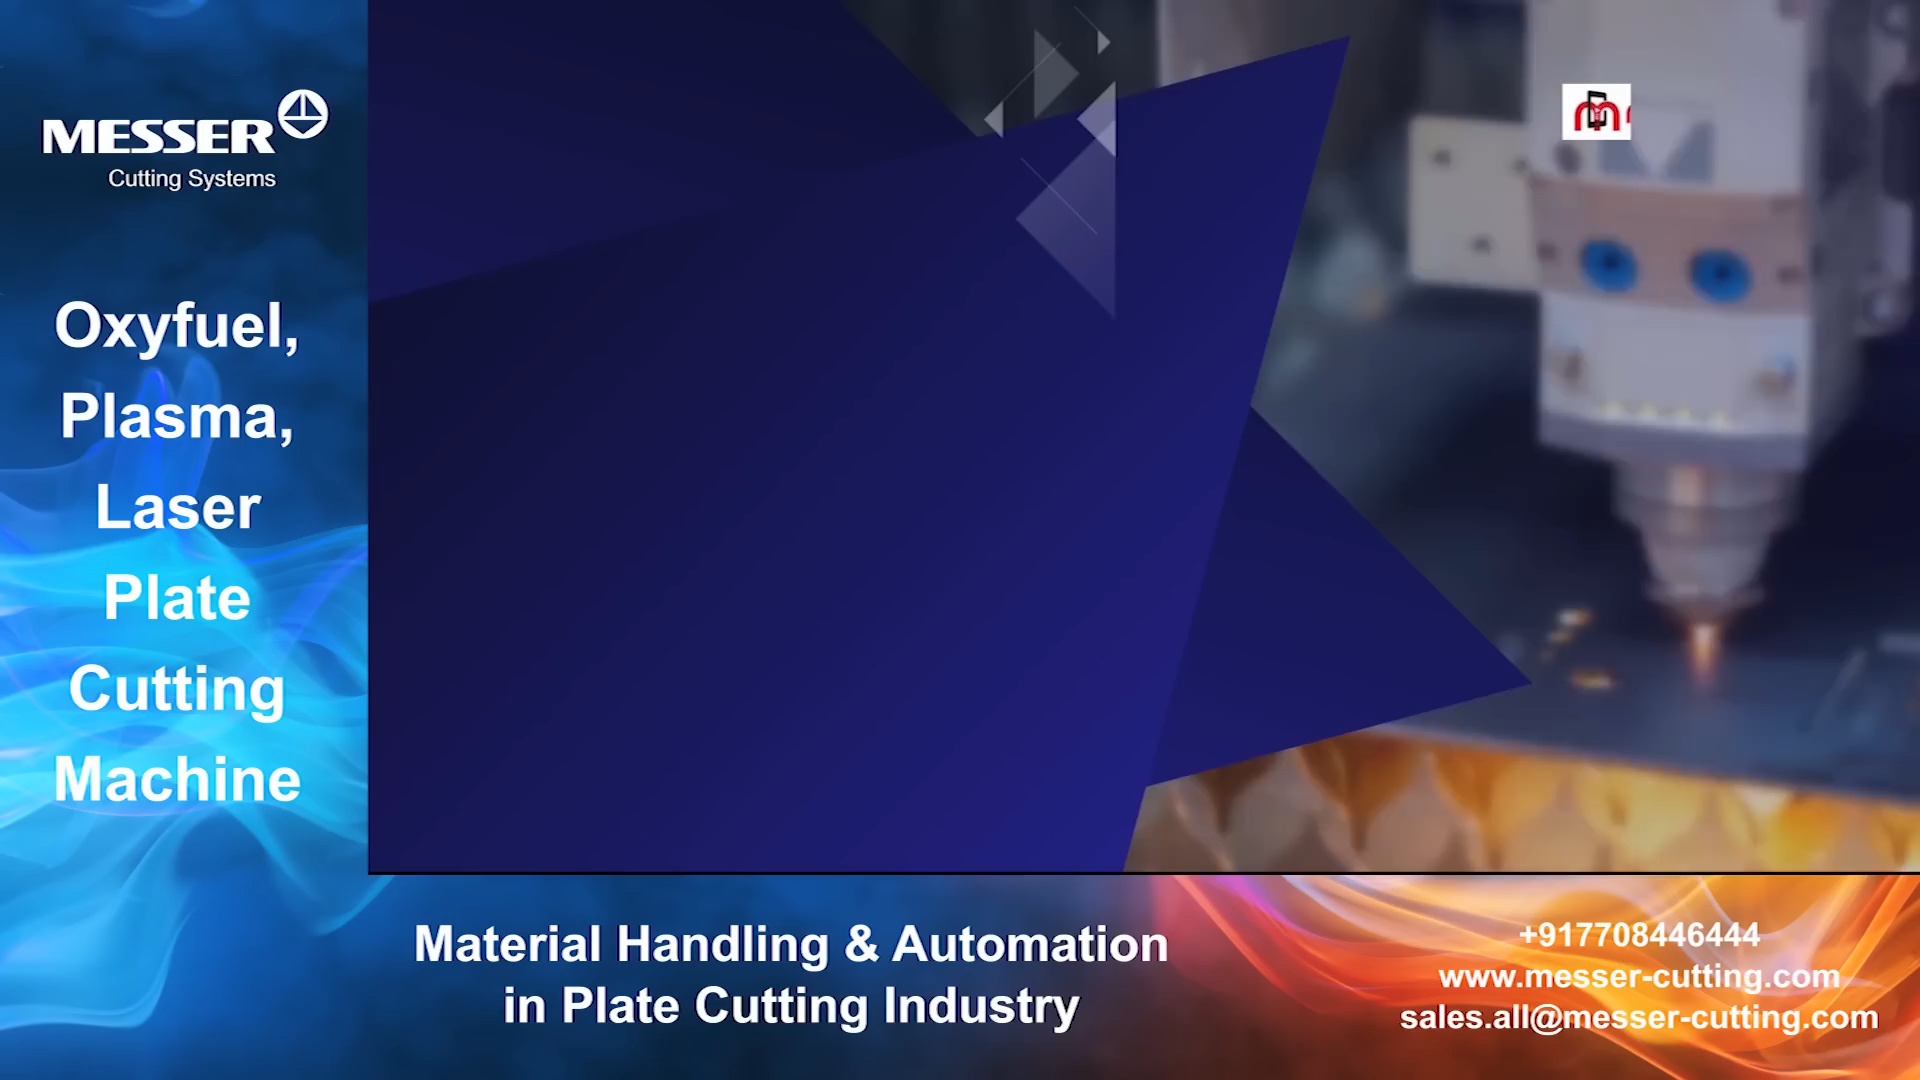 MESSER
Cutting Systems
Oxyfuel,
Plasma,
Laser
Plate
Cutting
Machine
Material Handling & Automation
in Plate Cutting Industry
+917708446444
www.messer-cutting.com
sales.all@messer-cutting.com